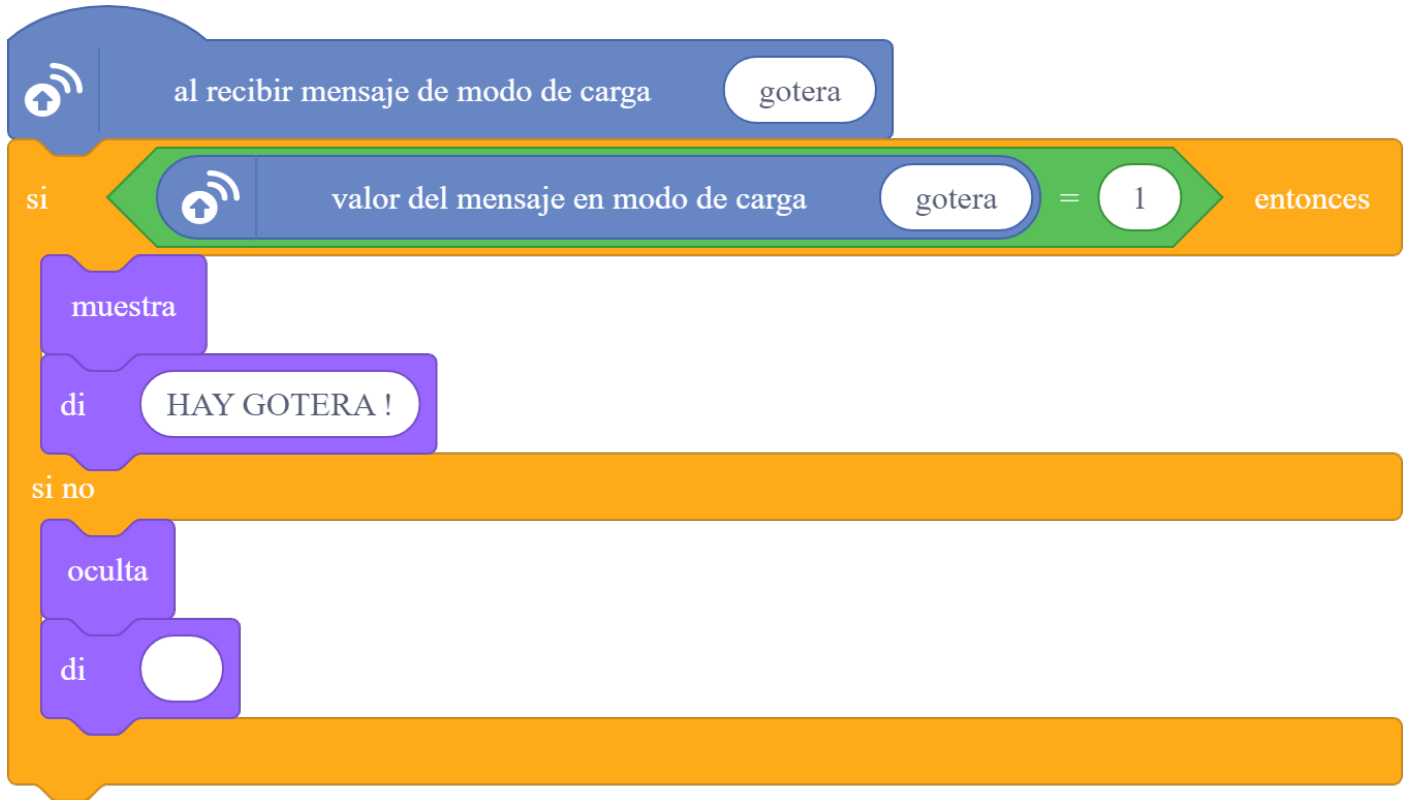 al recibir mensaje de modo de carga gotera
si valor del mensaje en modo de carga gotera = 1 entonces
muestra
di HAY GOTERA !
si no
oculta
di